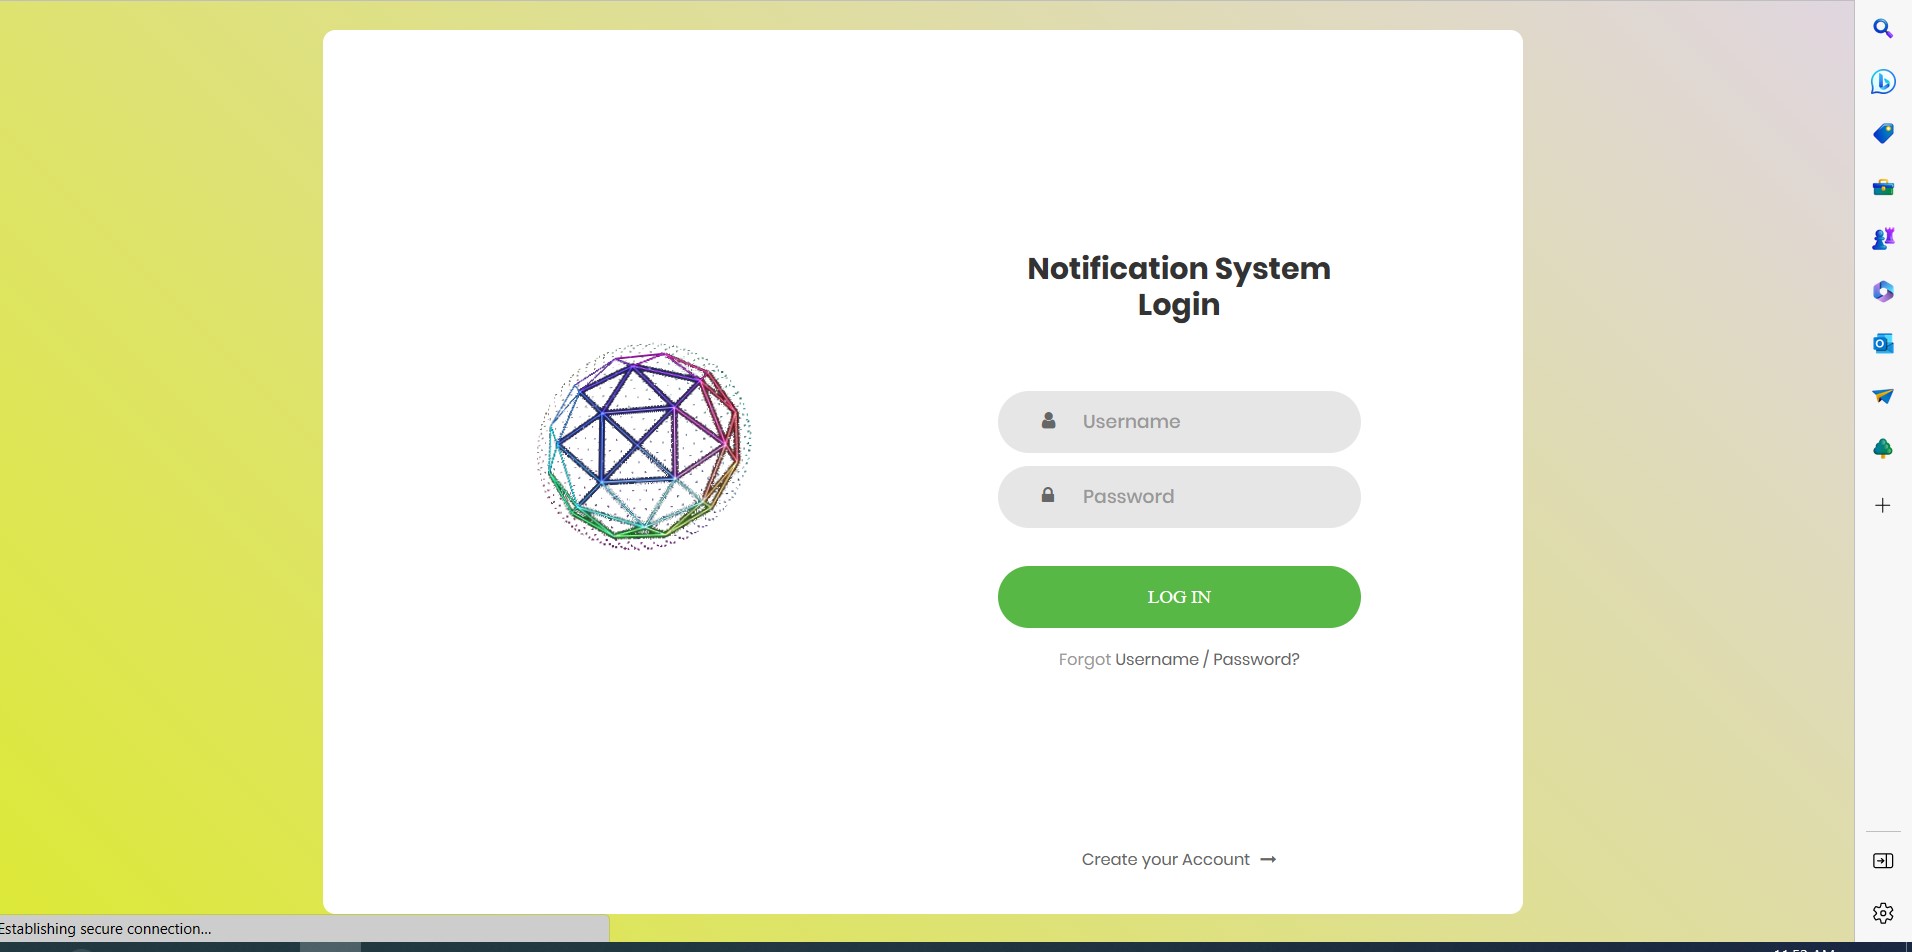 Notification System
Login
Username
Password
LOG IN
Forgot Username / Password?
Create your Account
Establishing secure connection...